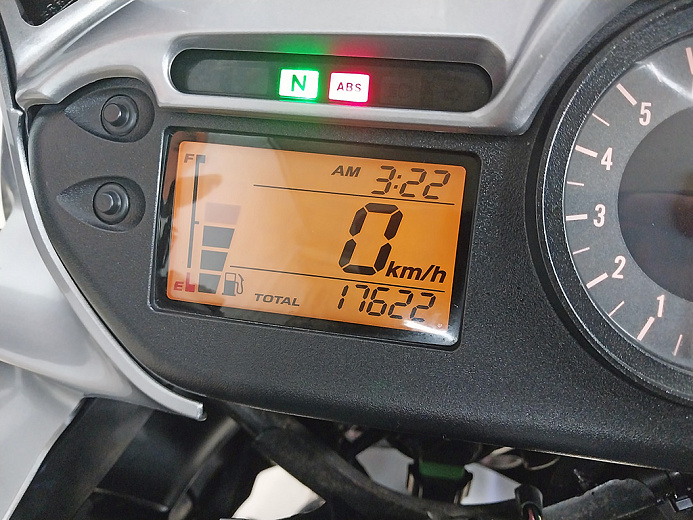 N ABS
F
AM 3:22
0 km/h
E
TOTAL 17622
5
4
3
2
1